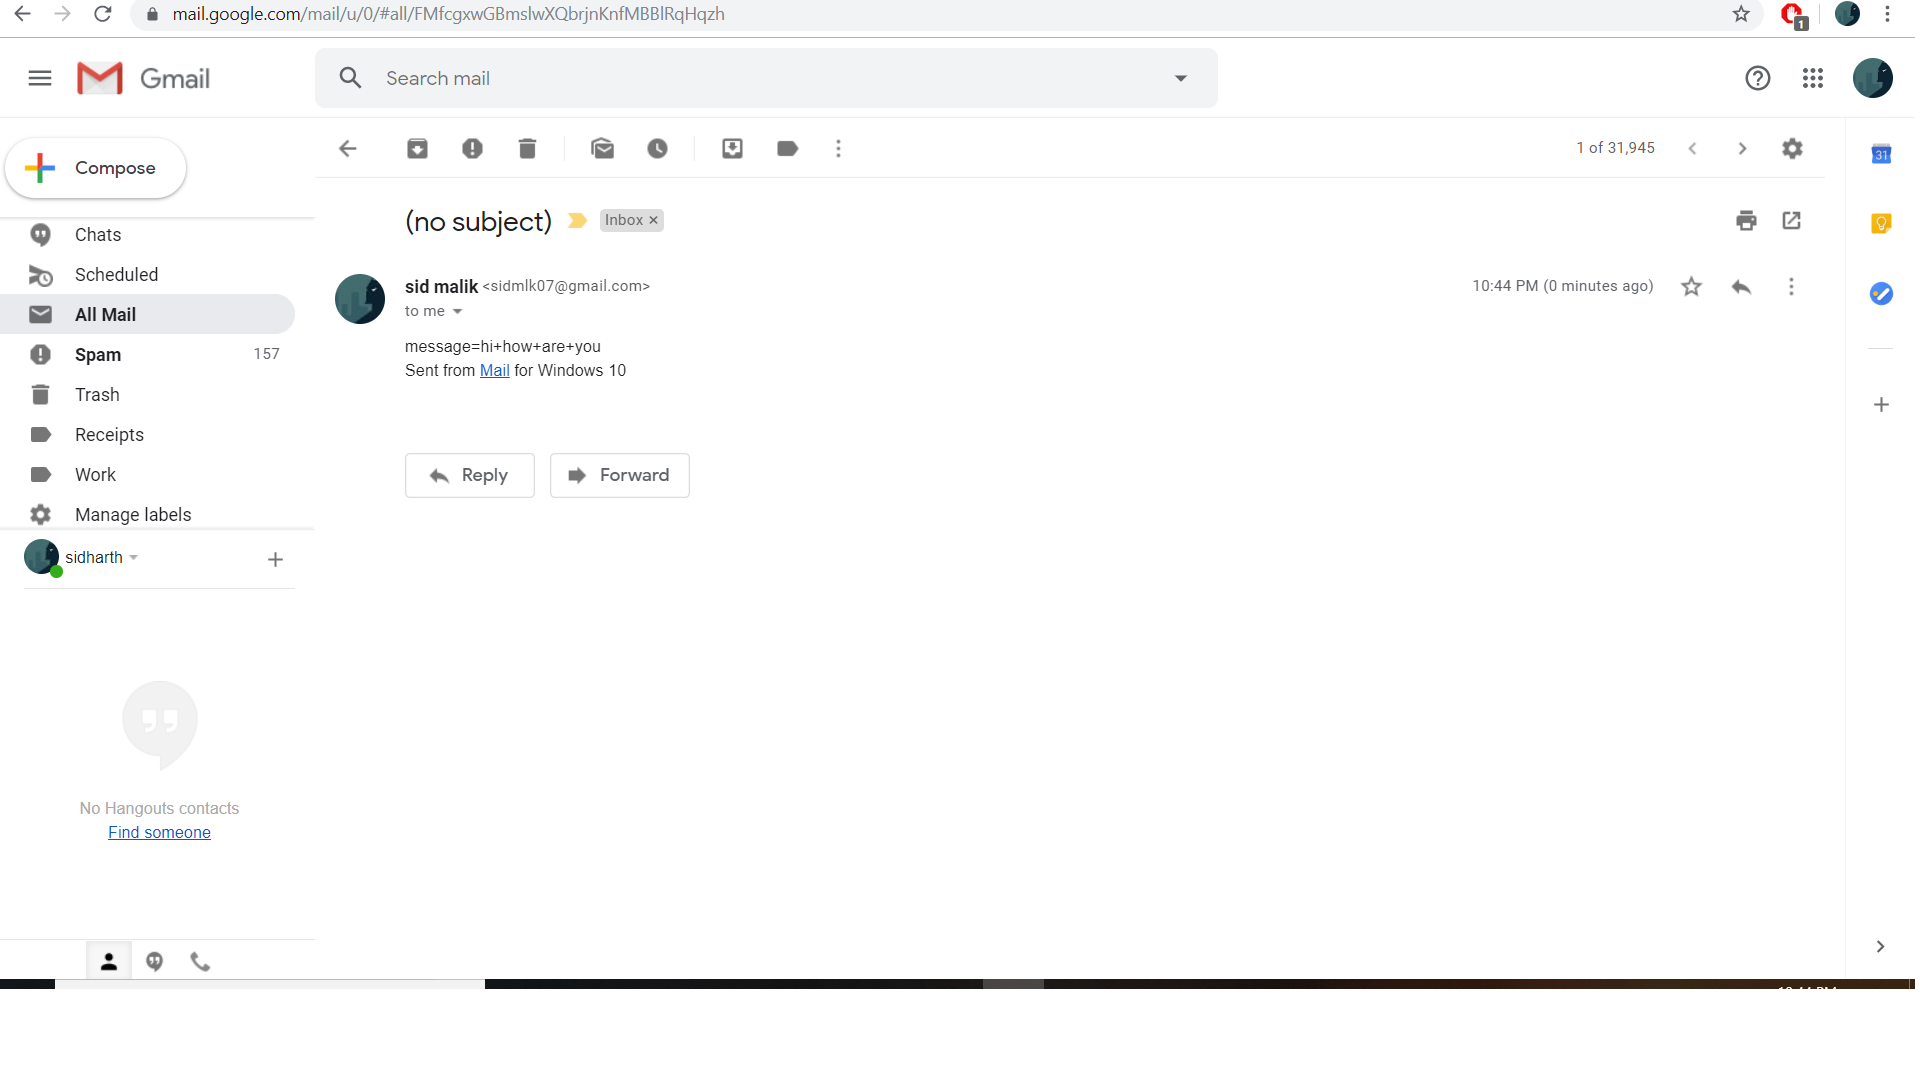 mail.google.com/mail/u/0/#all/FMfcgxwGBmslwXQbrjnKnfMBBlRqHqzh
1
Gmail
Search mail
Compose
1 of 31,945
31
Chats
Scheduled
All Mail
Spam 157
Trash
Receipts
Work
Manage labels
sidharth
No Hangouts contacts
Find someone
(no subject) Inbox ×
sid malik <sidmlk07@gmail.com> 10:44 PM (0 minutes ago)
to me
message=hi+how+are+you
Sent from Mail for Windows 10
Reply Forward